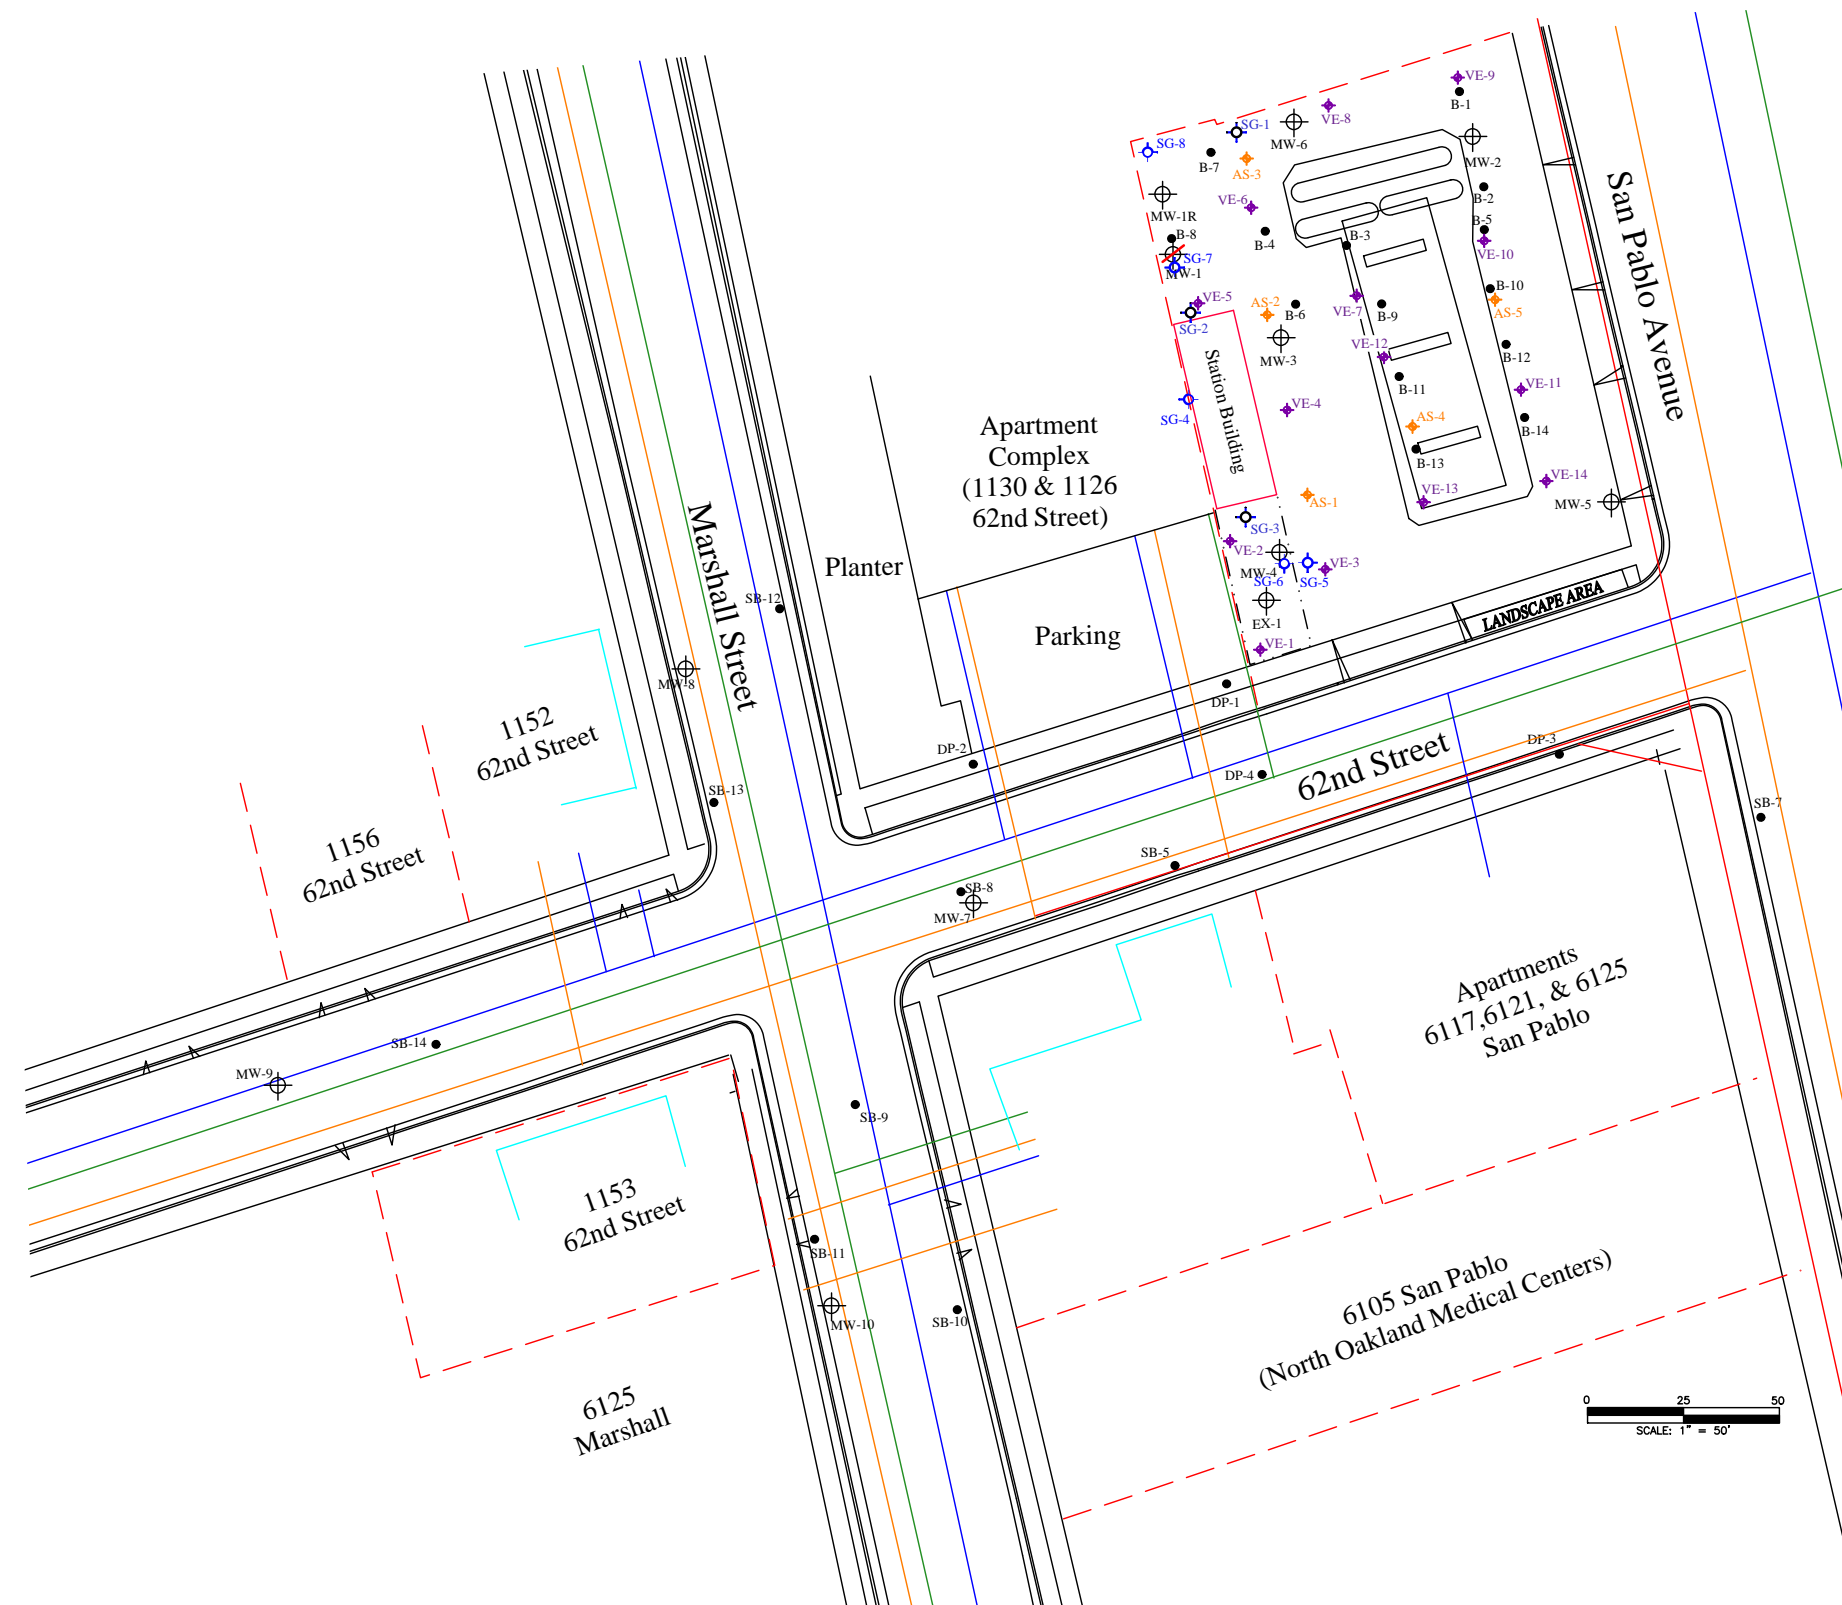 VE-9
B-1
VE-8
SG-1
MW-6
SG-8
B-7
AS-3
MW-2
B-2
MW-1R
VE-6
B-5
B-8
B-4
B-3
VE-10
SG-7
MW-1
B-10
VE-5
AS-2
B-6
VE-7
B-9
AS-5
SG-2
MW-3
VE-12
B-12
B-11
VE-11
SG-4
VE-4
AS-4
B-14
B-13
VE-14
VE-13
MW-5
AS-1
SG-3
VE-2
MW-4
SG-6
SG-5
VE-3
EX-1
VE-1
Station Building
San Pablo Avenue
Apartment
Complex
(1130 & 1126
62nd Street)
Planter
Parking
LANDSCAPE AREA
Marshall Street
SB-12
MW-8
SB-13
DP-1
DP-2
DP-4
DP-3
SB-7
62nd Street
1152
62nd Street
1156
62nd Street
SB-5
SB-8
MW-7
Apartments
6117,6121, & 6125
San Pablo
SB-14
MW-9
SB-9
1153
62nd Street
SB-11
MW-10
SB-10
6105 San Pablo
(North Oakland Medical Centers)
6125
Marshall
0 25 50
SCALE: 1" = 50'